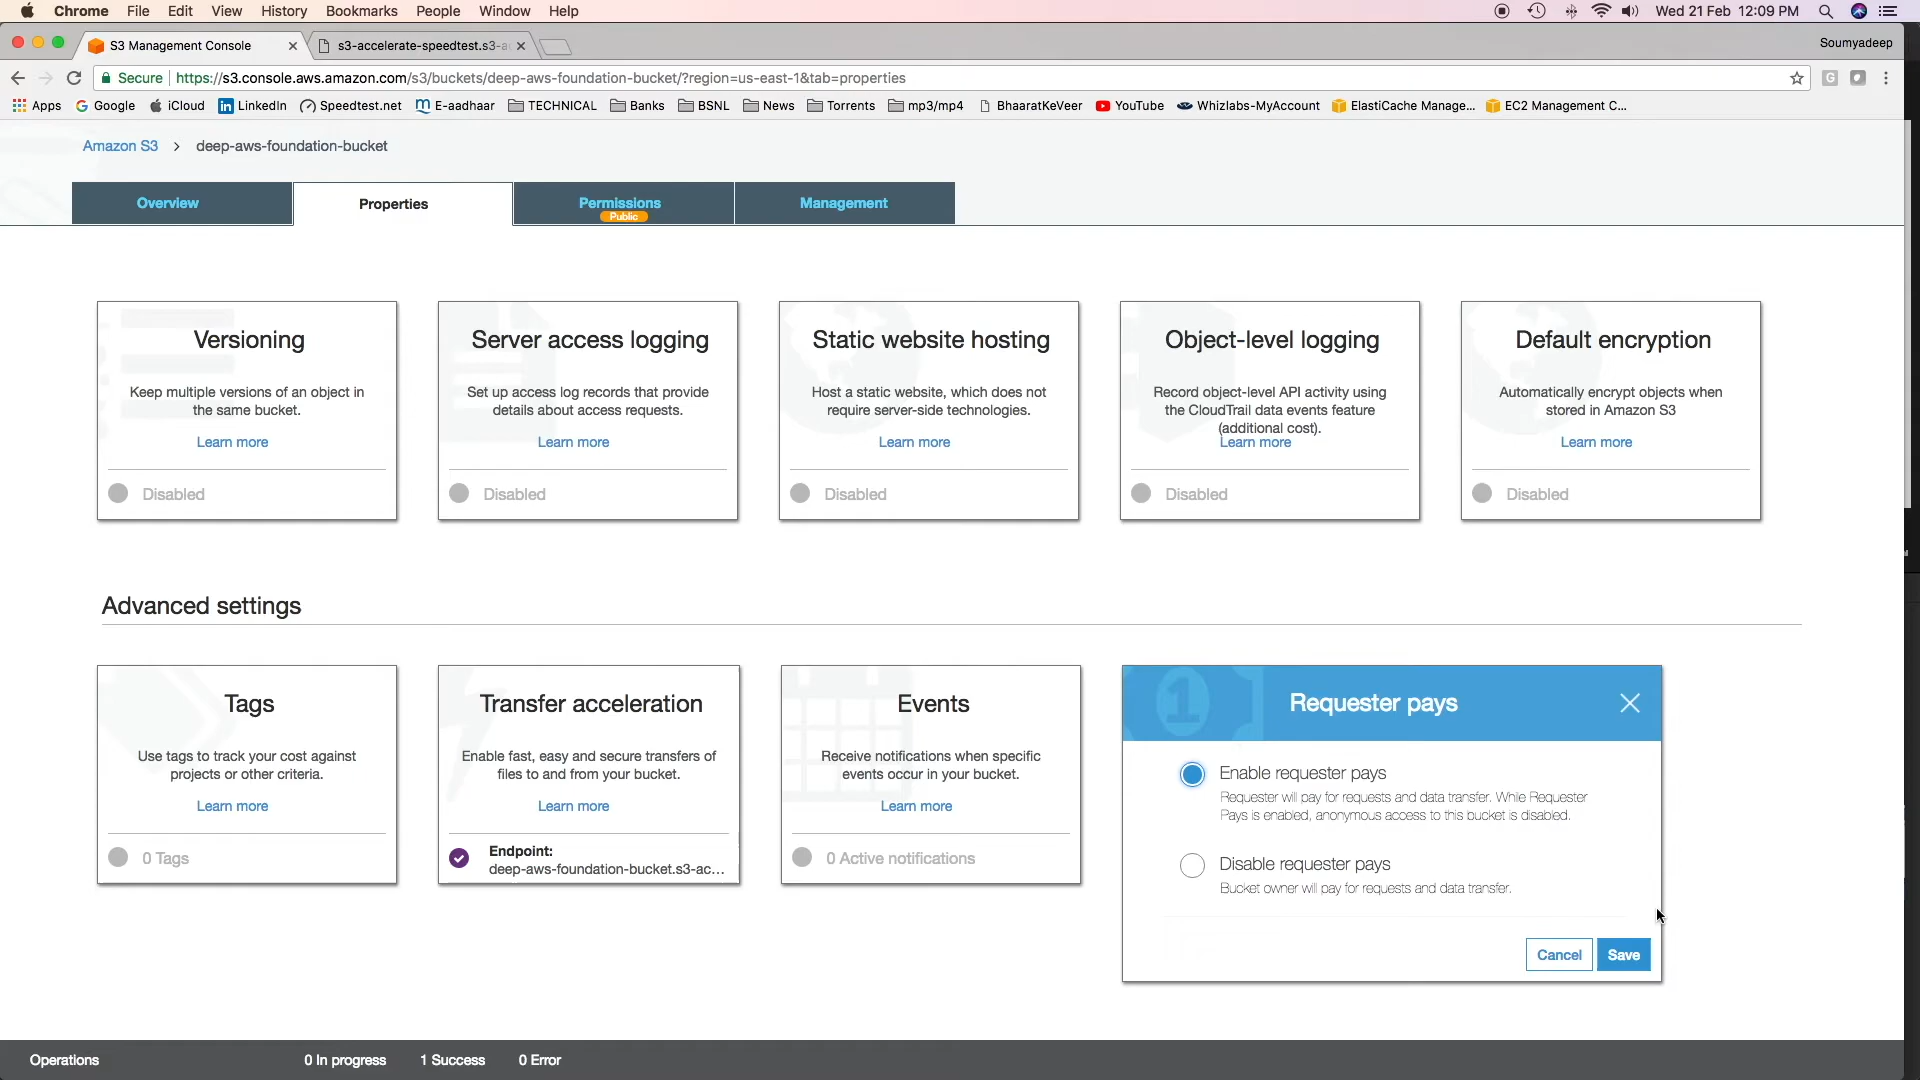 Chrome File Edit View History Bookmarks People Window Help Wed 21 Feb 12:09 PM
S3 Management Console s3-accelerate-speedtest.s3-a Soumyadeep
Secure https://s3.console.aws.amazon.com/s3/buckets/deep-aws-foundation-bucket/?region=us-east-1&tab=properties
Apps Google iCloud LinkedIn Speedtest.net E-aadhaar TECHNICAL Banks BSNL News Torrents mp3/mp4 BhaaratKeVeer YouTube Whizlabs-MyAccount ElastiCache Manage... EC2 Management C...
Amazon S3 > deep-aws-foundation-bucket
Overview Properties Permissions Management
Public
Versioning
Keep multiple versions of an object in
the same bucket.
Learn more
Disabled
Server access logging
Set up access log records that provide
details about access requests.
Learn more
Disabled
Static website hosting
Host a static website, which does not
require server-side technologies.
Learn more
Disabled
Object-level logging
Record object-level API activity using
the CloudTrail data events feature
(additional cost).
Learn more
Disabled
Default encryption
Automatically encrypt objects when
stored in Amazon S3
Learn more
Disabled
Advanced settings
Tags
Use tags to track your cost against
projects or other criteria.
Learn more
0 Tags
Transfer acceleration
Enable fast, easy and secure transfers of
files to and from your bucket.
Learn more
Endpoint:
deep-aws-foundation-bucket.s3-ac...
Events
Receive notifications when specific
events occur in your bucket.
Learn more
0 Active notifications
1
Requester pays
Enable requester pays
Requester will pay for requests and data transfer. While Requester
Pays is enabled, anonymous access to this bucket is disabled.
Disable requester pays
Bucket owner will pay for requests and data transfer.
Cancel Save
Operations 0 In progress 1 Success 0 Error